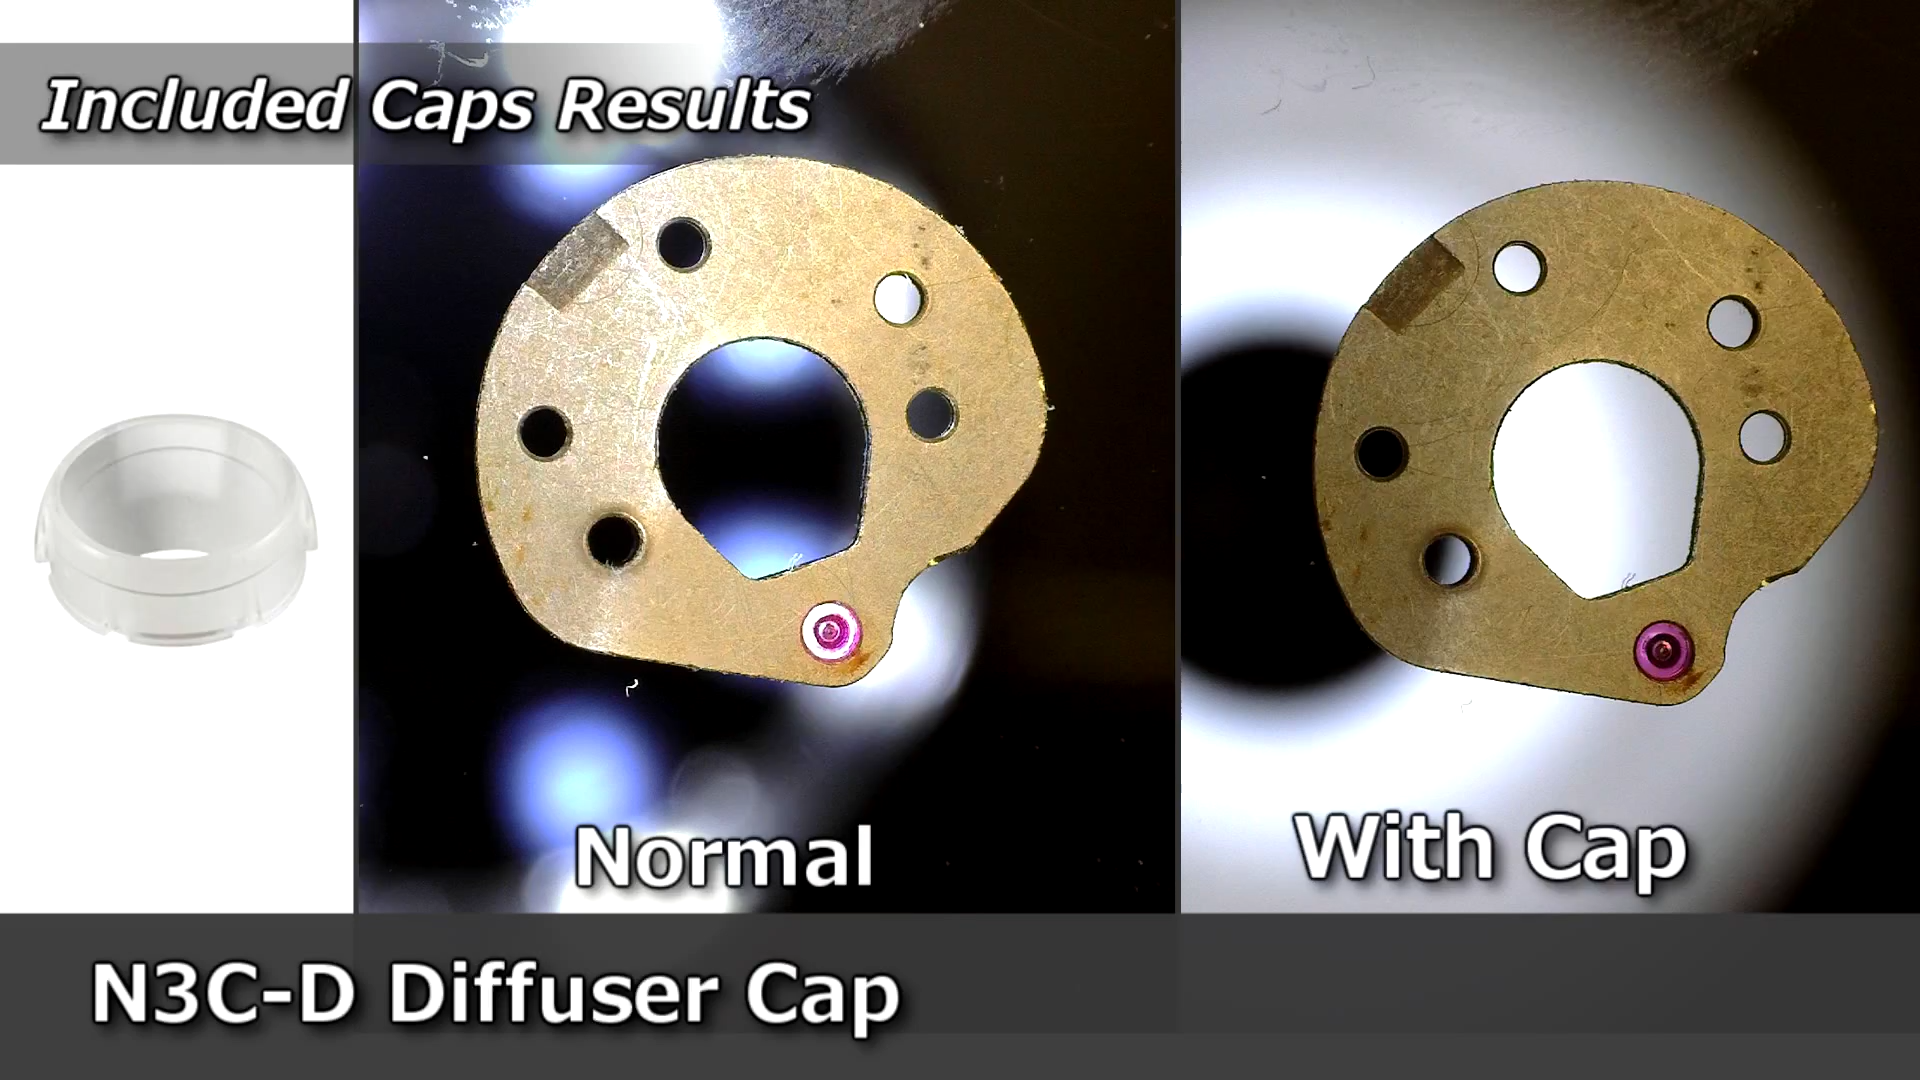 Included Caps Results
Normal
With Cap
N3C-D Diffuser Cap